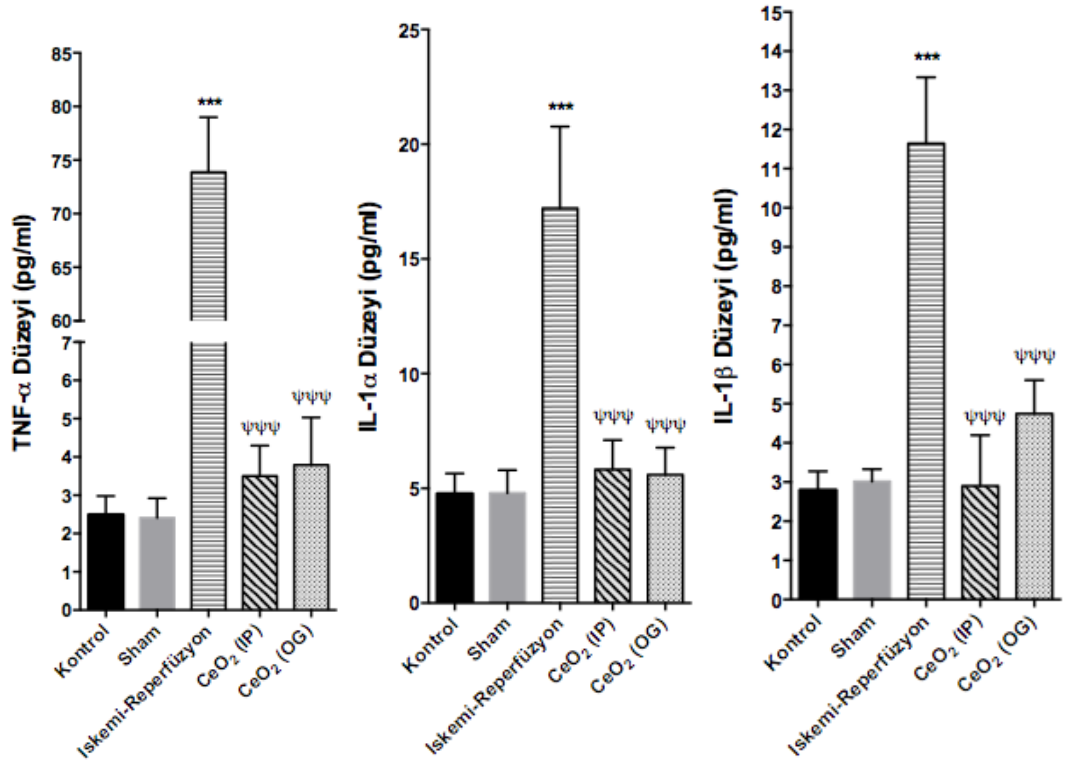 TNF-α Düzeyi (pg/ml)
85
80
75
70
65
60
7
6
5
4
3
2
1
0
***
ψψψ
ψψψ
Kontrol
Sham
Iskemi-Reperfüzyon
CeO₂ (IP)
CeO₂ (OG)
IL-1α Düzeyi (pg/ml)
25
20
15
10
5
0
***
ψψψ
ψψψ
Kontrol
Sham
Iskemi-Reperfüzyon
CeO₂ (IP)
CeO₂ (OG)
IL-1β Düzeyi (pg/ml)
15
14
13
12
11
10
9
8
7
6
5
4
3
2
1
0
***
ψψψ
ψψψ
Kontrol
Sham
Iskemi-Reperfüzyon
CeO₂ (IP)
CeO₂ (OG)